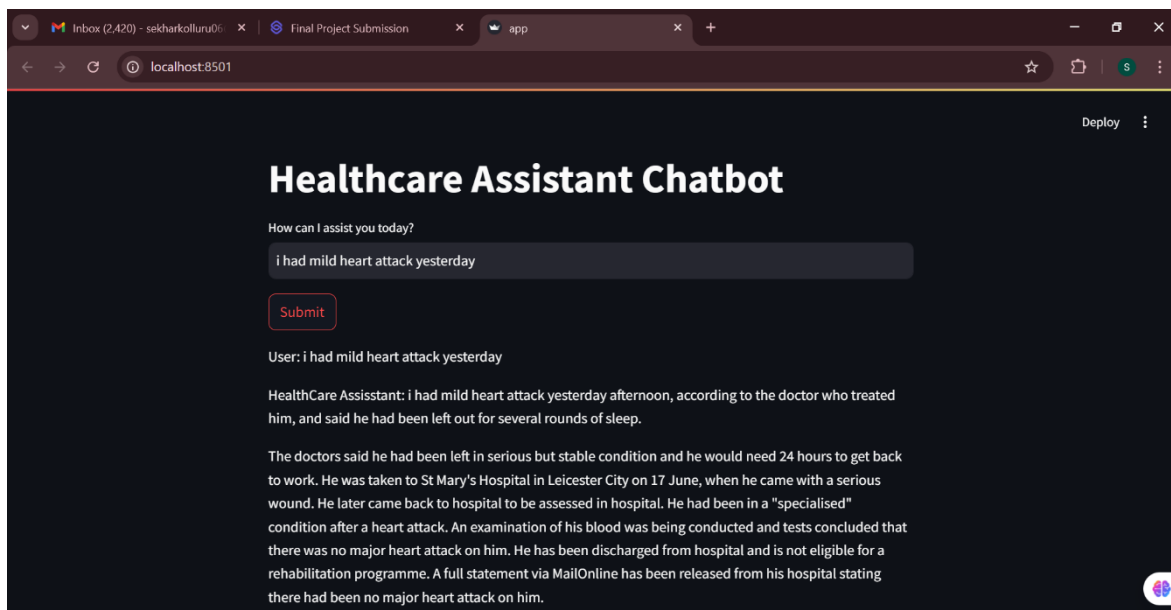 Inbox (2,420) - sekharkolluru06
Final Project Submission
app
localhost:8501
S
Deploy
Healthcare Assistant Chatbot
How can I assist you today?
i had mild heart attack yesterday
Submit
User: i had mild heart attack yesterday
HealthCare Assisstant: i had mild heart attack yesterday afternoon, according to the doctor who treated
him, and said he had been left out for several rounds of sleep.
The doctors said he had been left in serious but stable condition and he would need 24 hours to get back
to work. He was taken to St Mary's Hospital in Leicester City on 17 June, when he came with a serious
wound. He later came back to hospital to be assessed in hospital. He had been in a "specialised"
condition after a heart attack. An examination of his blood was being conducted and tests concluded that
there was no major heart attack on him. He has been discharged from hospital and is not eligible for a
rehabilitation programme. A full statement via MailOnline has been released from his hospital stating
there had been no major heart attack on him.